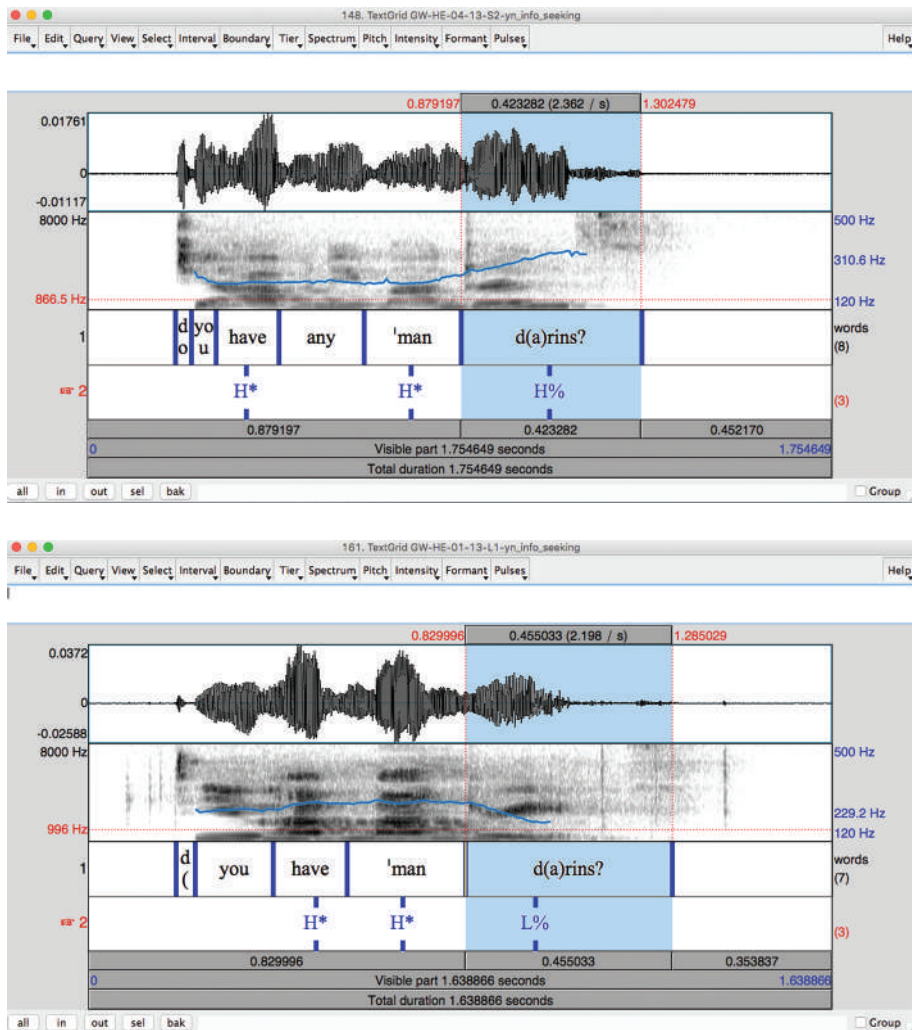 148. TextGrid GW-HE-04-13-S2-yn_info_seeking
File Edit Query View Select Interval Boundary Tier Spectrum Pitch Intensity Formant Pulses Help
0.879197 0.423282 (2.362 / s) 1.302479
0.01761
0
-0.01117
8000 Hz 500 Hz
310.6 Hz
866.5 Hz 120 Hz
1 do you have any 'man d(a)rins? words (8)
2 H* H* H% (3)
0.879197 0.423282 0.452170
0 Visible part 1.754649 seconds 1.754649
Total duration 1.754649 seconds
all in out sel bak Group
161. TextGrid GW-HE-01-13-L1-yn_info_seeking
File Edit Query View Select Interval Boundary Tier Spectrum Pitch Intensity Formant Pulses Help
0.829996 0.455033 (2.198 / s) 1.285029
0.0372
0
-0.02588
8000 Hz 500 Hz
229.2 Hz
996 Hz 120 Hz
1 d( you have 'man d(a)rins? words (7)
2 H* H* L% (3)
0.829996 0.455033 0.353837
0 Visible part 1.638866 seconds 1.638866
Total duration 1.638866 seconds
all in out sel bak Group